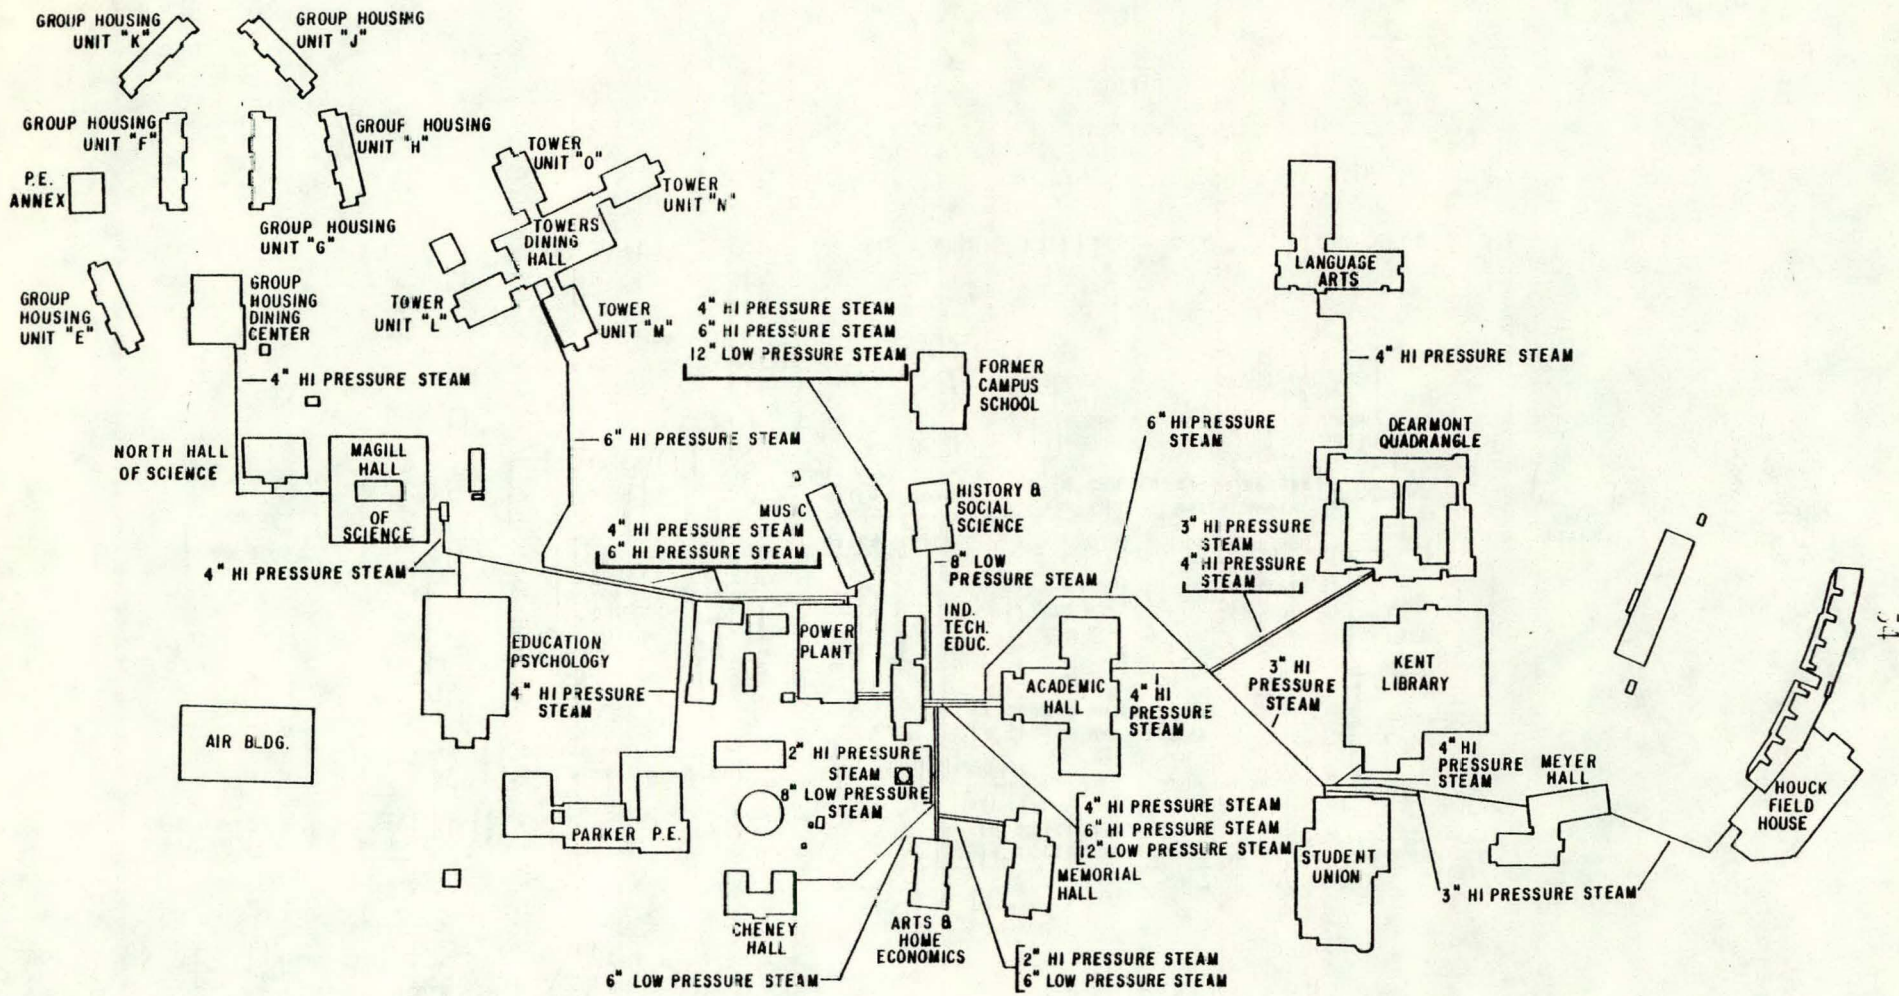 GROUP HOUSING
UNIT "K"
GROUP HOUSING
UNIT "J"
GROUP HOUSING
UNIT "F"
GROUP HOUSING
UNIT "H"
P.E.
ANNEX
GROUP HOUSING
UNIT "G"
GROUP
HOUSING
UNIT "E"
GROUP
HOUSING
DINING
CENTER
TOWER
UNIT "O"
TOWER
UNIT "N"
TOWERS
DINING
HALL
TOWER
UNIT "L"
TOWER
UNIT "M"
4" HI PRESSURE STEAM
6" HI PRESSURE STEAM
12" LOW PRESSURE STEAM
FORMER
CAMPUS
SCHOOL
LANGUAGE
ARTS
4" HI PRESSURE STEAM
4" HI PRESSURE STEAM
6" HI PRESSURE STEAM
6" HI PRESSURE
STEAM
DEARMONT
QUADRANGLE
NORTH HALL
OF SCIENCE
MAGILL
HALL
OF
SCIENCE
MUSIC
4" HI PRESSURE STEAM
6" HI PRESSURE STEAM
HISTORY &
SOCIAL
SCIENCE
8" LOW
PRESSURE STEAM
3" HI PRESSURE
STEAM
4" HI PRESSURE
STEAM
4" HI PRESSURE STEAM
EDUCATION
PSYCHOLOGY
4" HI PRESSURE
STEAM
POWER
PLANT
IND.
TECH.
EDUC.
ACADEMIC
HALL
4" HI
PRESSURE
STEAM
3" HI
PRESSURE
STEAM
KENT
LIBRARY
54
AIR BLDG.
2" HI PRESSURE
STEAM
8" LOW PRESSURE
STEAM
4" HI
PRESSURE
STEAM
MEYER
HALL
HOUCK
FIELD
HOUSE
PARKER P.E.
4" HI PRESSURE STEAM
6" HI PRESSURE STEAM
12" LOW PRESSURE STEAM
MEMORIAL
HALL
STUDENT
UNION
3" HI PRESSURE STEAM
CHENEY
HALL
ARTS &
HOME
ECONOMICS
6" LOW PRESSURE STEAM
2" HI PRESSURE STEAM
6" LOW PRESSURE STEAM